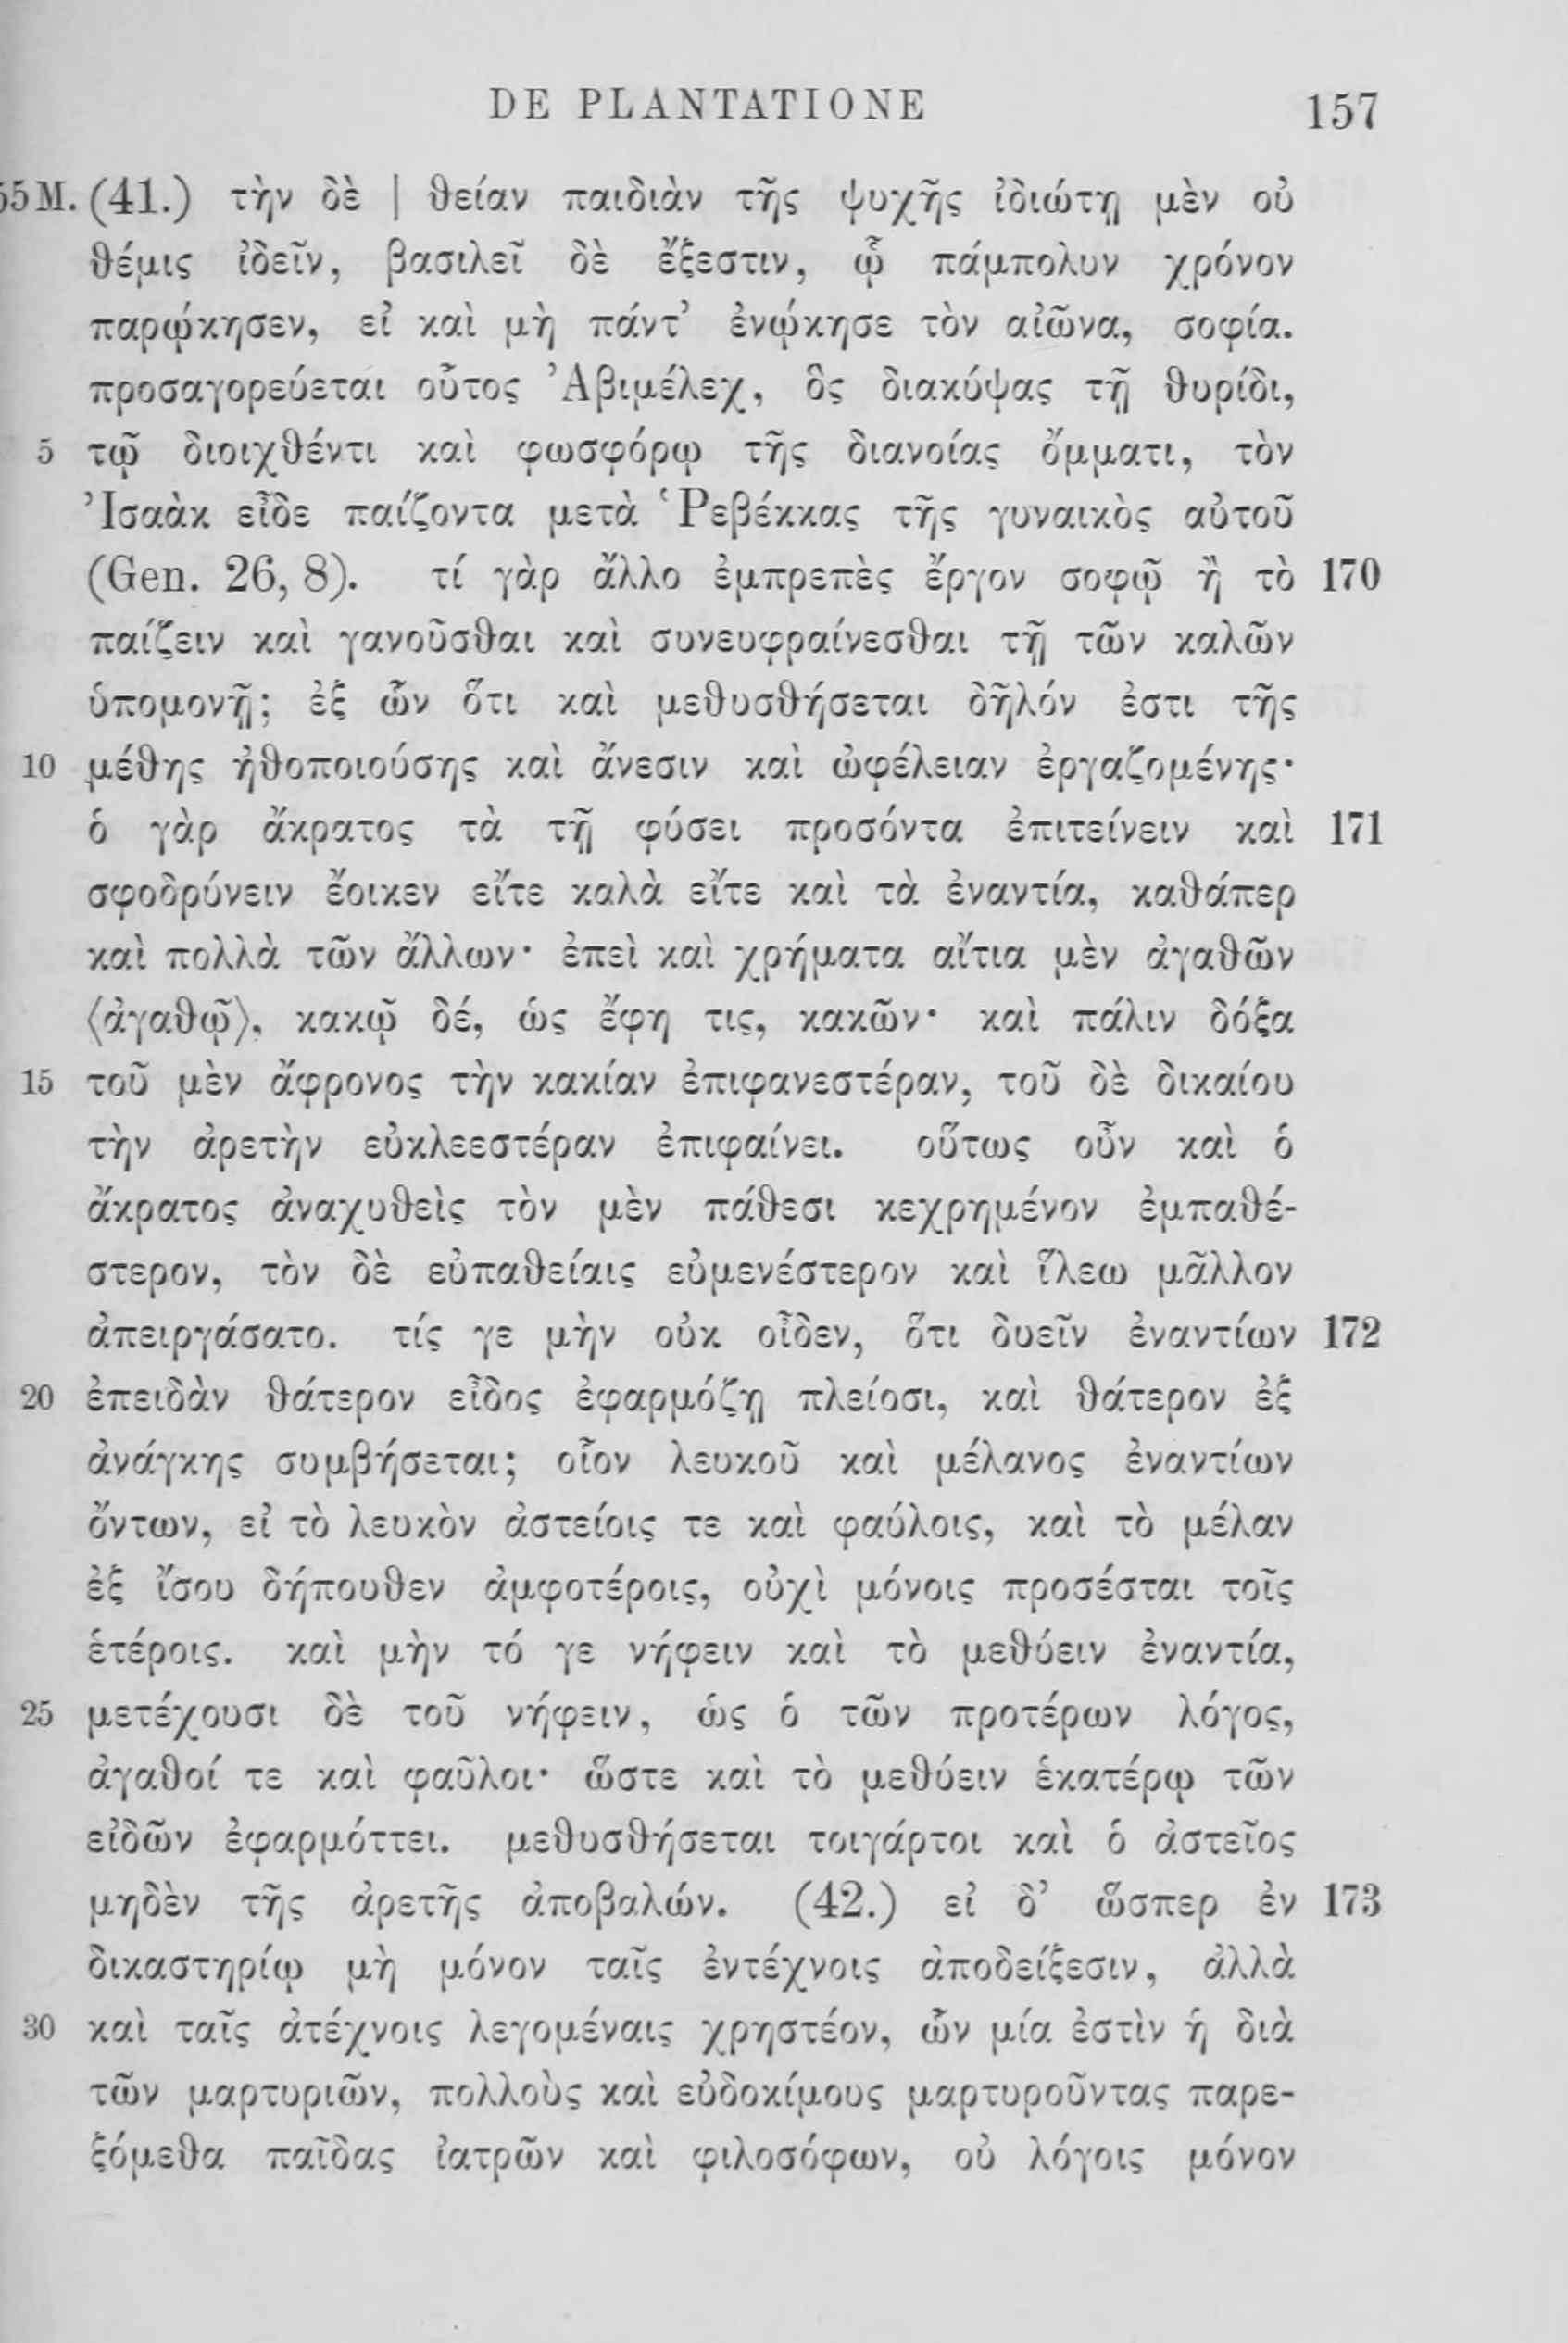 DE PLANTATIONE 157
55 M. (41.) τὴν δὲ | θείαν παιδιὰν τῆς ψυχῆς ἰδιώτῃ μὲν οὐ
θέμις ἰδεῖν, βασιλεῖ δὲ ἔξεστιν, ᾧ πάμπολυν χρόνον
παρῴκησεν, εἰ καὶ μὴ πάντ’ ἐνῴκησε τὸν αἰῶνα, σοφία.
προσαγορεύεται οὗτος Ἀβιμέλεχ, ὃς διακύψας τῇ θυρίδι,
5 τῷ διοιχθέντι καὶ φωσφόρῳ τῆς διανοίας ὄμματι, τὸν
Ἰσαὰκ εἶδε παίζοντα μετὰ Ῥεβέκκας τῆς γυναικὸς αὐτοῦ
(Gen. 26, 8). τί γὰρ ἄλλο ἐμπρεπὲς ἔργον σοφῷ ἢ τὸ 170
παίζειν καὶ γανοῦσθαι καὶ συνευφραίνεσθαι τῇ τῶν καλῶν
ὑπομονῇ; ἐξ ὧν ὅτι καὶ μεθυσθήσεται δῆλόν ἐστι τῆς
10 μέθης ἠθοποιούσης καὶ ἄνεσιν καὶ ὠφέλειαν ἐργαζομένης·
ὁ γὰρ ἄκρατος τὰ τῇ φύσει προσόντα ἐπιτείνειν καὶ 171
σφοδρύνειν ἔοικεν εἴτε καλὰ εἴτε καὶ τὰ ἐναντία, καθάπερ
καὶ πολλὰ τῶν ἄλλων· ἐπεὶ καὶ χρήματα αἴτια μὲν ἀγαθῶν
⟨ἀγαθῷ⟩, κακῷ δέ, ὡς ἔφη τις, κακῶν· καὶ πάλιν δόξα
15 τοῦ μὲν ἄφρονος τὴν κακίαν ἐπιφανεστέραν, τοῦ δὲ δικαίου
τὴν ἀρετὴν εὐκλεεστέραν ἐπιφαίνει. οὕτως οὖν καὶ ὁ
ἄκρατος ἀναχυθεὶς τὸν μὲν πάθεσι κεχρημένον ἐμπαθέ-
στερον, τὸν δὲ εὐπαθείαις εὐμενέστερον καὶ ἵλεω μᾶλλον
ἀπειργάσατο. τίς γε μὴν οὐκ οἶδεν, ὅτι δυεῖν ἐναντίων 172
20 ἐπειδὰν θάτερον εἶδος ἐφαρμόζῃ πλείοσι, καὶ θάτερον ἐξ
ἀνάγκης συμβήσεται; οἷον λευκοῦ καὶ μέλανος ἐναντίων
ὄντων, εἰ τὸ λευκὸν ἀστείοις τε καὶ φαύλοις, καὶ τὸ μέλαν
ἐξ ἴσου δήπουθεν ἀμφοτέροις, οὐχὶ μόνοις προσέσται τοῖς
ἑτέροις. καὶ μὴν τό γε νήφειν καὶ τὸ μεθύειν ἐναντία,
25 μετέχουσι δὲ τοῦ νήφειν, ὡς ὁ τῶν προτέρων λόγος,
ἀγαθοί τε καὶ φαῦλοι· ὥστε καὶ τὸ μεθύειν ἑκατέρῳ τῶν
εἰδῶν ἐφαρμόττει. μεθυσθήσεται τοιγάρτοι καὶ ὁ ἀστεῖος
μηδὲν τῆς ἀρετῆς ἀποβαλών. (42.) εἰ δ’ ὥσπερ ἐν 173
δικαστηρίῳ μὴ μόνον ταῖς ἐντέχνοις ἀποδείξεσιν, ἀλλὰ
30 καὶ ταῖς ἀτέχνοις λεγομέναις χρηστέον, ὧν μία ἐστὶν ἡ διὰ
τῶν μαρτυριῶν, πολλοὺς καὶ εὐδοκίμους μαρτυροῦντας παρε-
ξόμεθα παῖδας ἰατρῶν καὶ φιλοσόφων, οὐ λόγοις μόνον